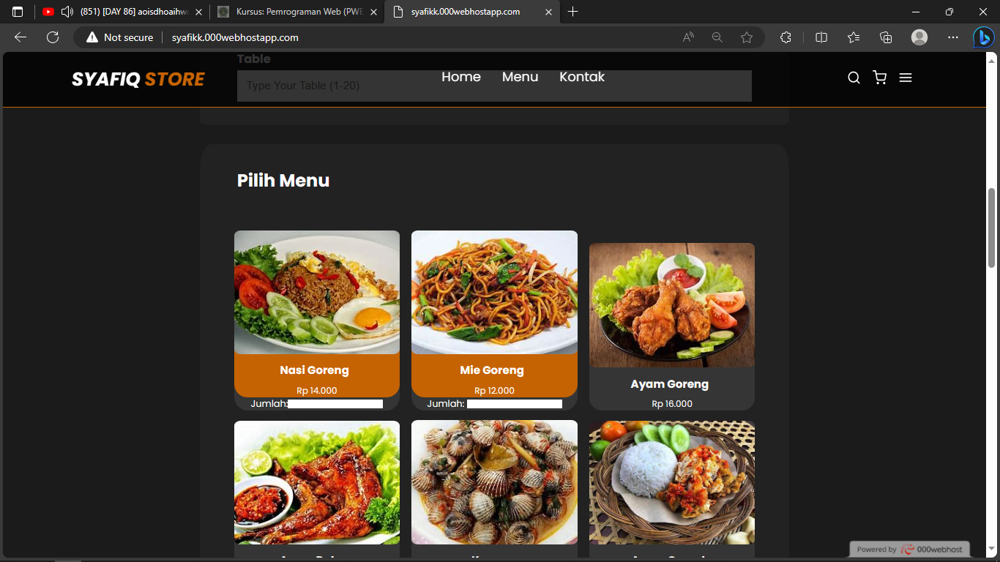 (851) [DAY 86] aoisdhoaihw
Kursus: Pemrograman Web (PWE
syafikk.000webhostapp.com
Not secure
syafikk.000webhostapp.com
Table
SYAFIQ STORE
Home
Menu
Kontak
Type Your Table (1-20)
Pilih Menu
Nasi Goreng
Rp 14.000
Jumlah:
Mie Goreng
Rp 12.000
Jumlah:
Ayam Goreng
Rp 16.000
Powered by 000webhost